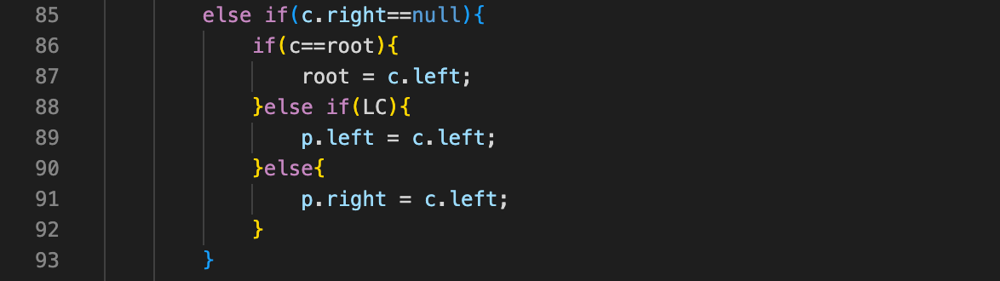 85 else if(c.right==null){
86 if(c==root){
87 root = c.left;
88 }else if(LC){
89 p.left = c.left;
90 }else{
91 p.right = c.left;
92 }
93 }